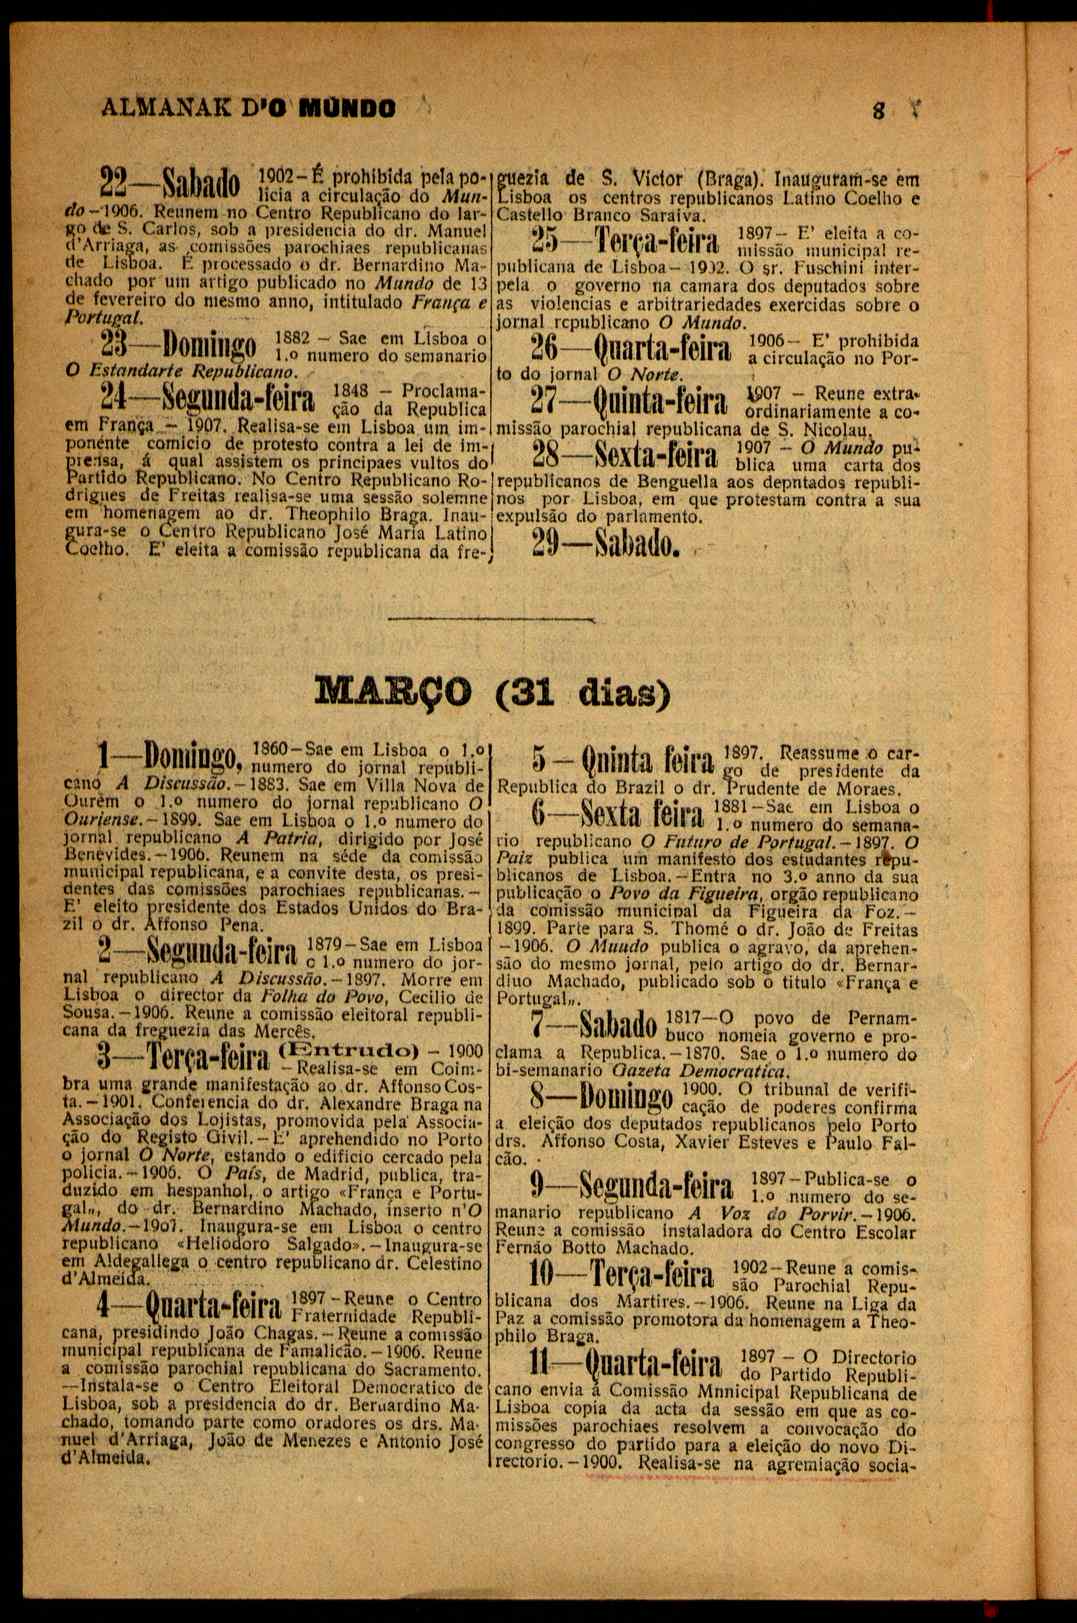 ALMANAK D'O MUNDO 8
22—Sabado 1902–É prohibida pela po-
licia a circulação do Mun-
do–1906. Reunem no Centro Republicano do lar-
go de S. Carlos, sob a presidencia do dr. Manuel
d'Arriaga, as comissões parochiaes republicanas
de Lisboa. É processado o dr. Bernardino Ma-
chado por um artigo publicado no Mundo de 13
de fevereiro do mesmo anno, intitulado França e
Portugal.
23—Domingo 1882 – Sae em Lisboa o
1.º numero do semanario
O Estandarte Republicano.
24—Segunda-feira 1848 – Proclama-
ção da Republica
em França – 1907. Realisa-se em Lisboa um im-
ponente comicio de protesto contra a lei de im-
prensa, á qual assistem os principaes vultos do
Partido Republicano. No Centro Republicano Ro-
drigues de Freitas realisa-se uma sessão solemne
em homenagem ao dr. Theophilo Braga. Inau-
gura-se o Centro Republicano José Maria Latino
Coelho. E' eleita a comissão republicana da fre-
guezia de S. Victor (Braga). Inauguram-se em
Lisboa os centros republicanos Latino Coelho e
Castello Branco Saraiva.
25—Terça-feira 1897– E' eleita a co-
missão municipal re-
publicana de Lisboa– 1902. O sr. Fuschini inter-
pela o governo na camara dos deputados sobre
as violencias e arbitrariedades exercidas sobre o
jornal republicano O Mundo.
26—Quarta-feira 1906– E' prohibida
a circulação no Por-
to do jornal O Norte.
27—Quinta-feira 1907 – Reune extra-
ordinariamente a co-
missão parochial republicana de S. Nicolau.
28—Sexta-feira 1907 – O Mundo pu-
blica uma carta dos
republicanos de Benguella aos depntados republi-
nos por Lisboa, em que protestam contra a sua
expulsão do parlamento.
29—Sabado.
MARÇO (31 dias)
1—Domingo, 1860–Sae em Lisboa o 1.º
numero do jornal republi-
cano A Discussão.–1883. Sae em Villa Nova de
Ourém o 1.º numero do jornal republicano O
Ouriense.–1899. Sae em Lisboa o 1.º numero do
jornal republicano A Patria, dirigido por José
Benevides.–1906. Reunem na séde da comissão
municipal republicana, e a convite desta, os presi-
dentes das comissões parochiaes republicanas.–
E' eleito presidente dos Estados Unidos do Bra-
zil o dr. Affonso Pena.
2—Segunda-feira 1879–Sae em Lisboa
c 1.º numero do jor-
nal republicano A Discussão.–1897. Morre em
Lisboa o director da Folha do Povo, Cecilio de
Sousa.–1906. Reune a comissão eleitoral republi-
cana da freguezia das Mercês.
3—Terça-feira (Entrudo) – 1900
–Realisa-se em Coim-
bra uma grande manifestação ao dr. Affonso Cos-
ta.–1901. Conferencia do dr. Alexandre Braga na
Associação dos Lojistas, promovida pela Associa-
ção do Registo Givil.–E' aprehendido no Porto
o jornal O Norte, estando o edificio cercado pela
policia.–1906. O País, de Madrid, publica, tra-
duzido em hespanhol, o artigo «França e Portu-
gal„, do dr. Bernardino Machado, inserto n'O
Mundo.–1907. Inaugura-se em Lisboa o centro
republicano «Heliodoro Salgado».–Inaugura-se
em Aldegallega o centro republicano dr. Celestino
d'Almeida.
4—Quarta-feira 1897–Reune o Centro
Fraternidade Republi-
cana, presidindo João Chagas.–Reune a comissão
municipal republicana de Famalicão.–1906. Reune
a comissão parochial republicana do Sacramento.
—Instala-se o Centro Eleitoral Democratico de
Lisboa, sob a presidencia do dr. Bernardino Ma-
chado, tomando parte como oradores os drs. Ma-
nuel d'Arriaga, João de Menezes e Antonio José
d'Almeida.
5–Qninta feira 1897. Reassume o car-
go de presidente da
Republica do Brazil o dr. Prudente de Moraes.
6—Sexta feira 1881–Sae em Lisboa o
1.º numero do semana-
rio republicano O Futuro de Portugal.–1897. O
Paiz publica um manifesto dos estudantes repu-
blicanos de Lisboa.–Entra no 3.º anno da sua
publicação o Povo da Figueira, orgão republicano
da comissão municipal da Figueira da Foz.–
1899. Parte para S. Thomé o dr. João de Freitas
–1906. O Muudo publica o agravo, da aprehen-
são do mesmo jornal, pelo artigo do dr. Bernar-
diuo Machado, publicado sob o titulo «França e
Portugal„.
7—Sabado 1817—O povo de Pernam-
buco nomeia governo e pro-
clama a Republica.–1870. Sae o 1.º numero do
bi-semanario Gazeta Democratica.
8—Domingo 1900. O tribunal de verifi-
cação de poderes confirma
a eleição dos deputados republicanos pelo Porto
drs. Affonso Costa, Xavier Esteves e Paulo Fal-
cão.
9—Segunda-feira 1897–Publica-se o
1.º numero do se-
manario republicano A Voz do Porvir.–1906.
Reune a comissão instaladora do Centro Escolar
Fernão Botto Machado.
10—Terça-feira 1902–Reune a comis-
são Parochial Repu-
blicana dos Martires.–1906. Reune na Liga da
Paz a comissão promotora da homenagem a Theo-
philo Braga.
11—Quarta-feira 1897 – O Directorio
do Partido Republi-
cano envia á Comissão Mnnicipal Republicana de
Lisboa copia da acta da sessão em que as co-
missões parochiaes resolvem a convocação do
congresso do partido para a eleição do novo Di-
rectorio.–1900. Realisa-se na agremiação socia-